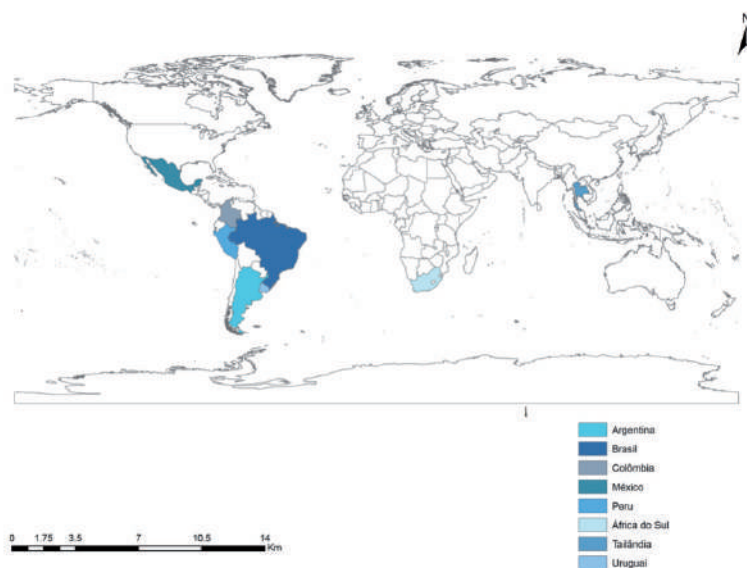 N
Argentina
Brasil
Colômbia
México
Peru
África do Sul
Tailândia
Uruguai
0 1.75 3.5 7 10.5 14
Km